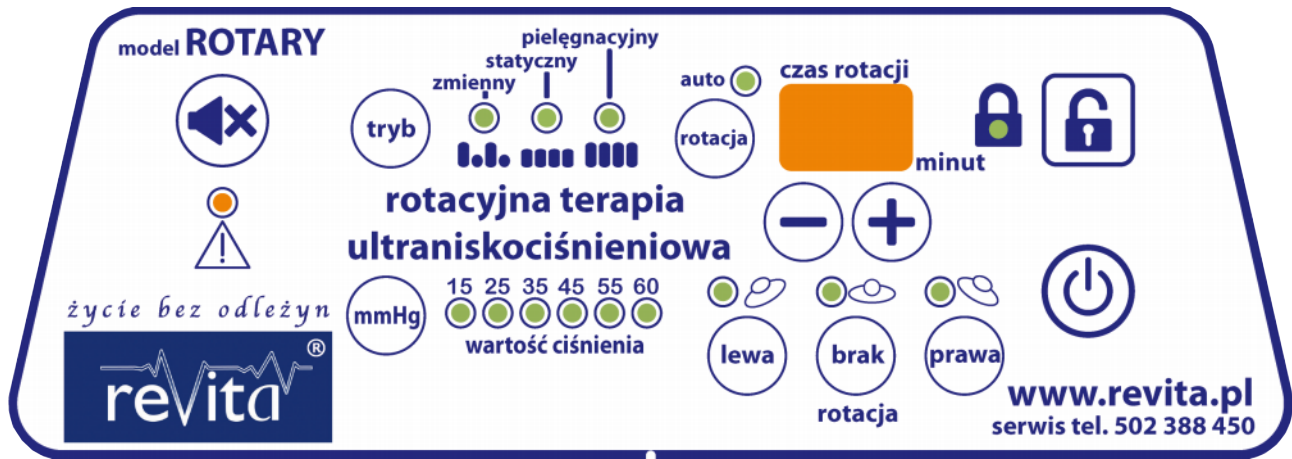 model ROTARY
pielęgnacyjny
statyczny
zmienny
tryb
auto
rotacja
czas rotacji
minut
rotacyjna terapia
ultraniskociśnieniowa
mmHg
15 25 35 45 55 60
wartość ciśnienia
lewa
brak
prawa
rotacja
życie bez odleżyn
reVita®
www.revita.pl
serwis tel. 502 388 450